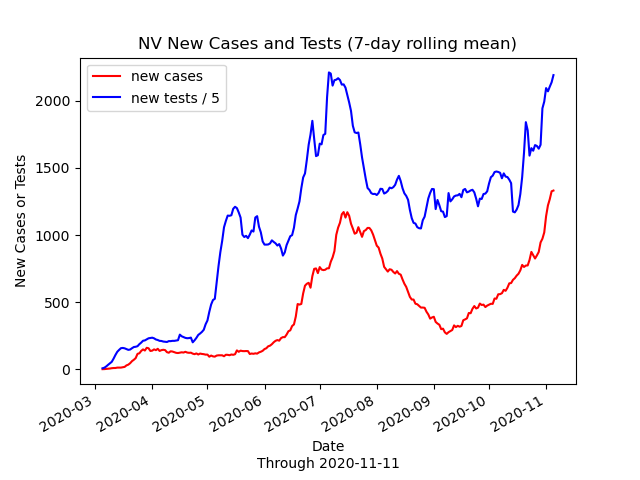 NV New Cases and Tests (7-day rolling mean)
new cases
new tests / 5
New Cases or Tests
2000
1500
1000
500
0
2020-03
2020-04
2020-05
2020-06
2020-07
2020-08
2020-09
2020-10
2020-11
Date
Through 2020-11-11